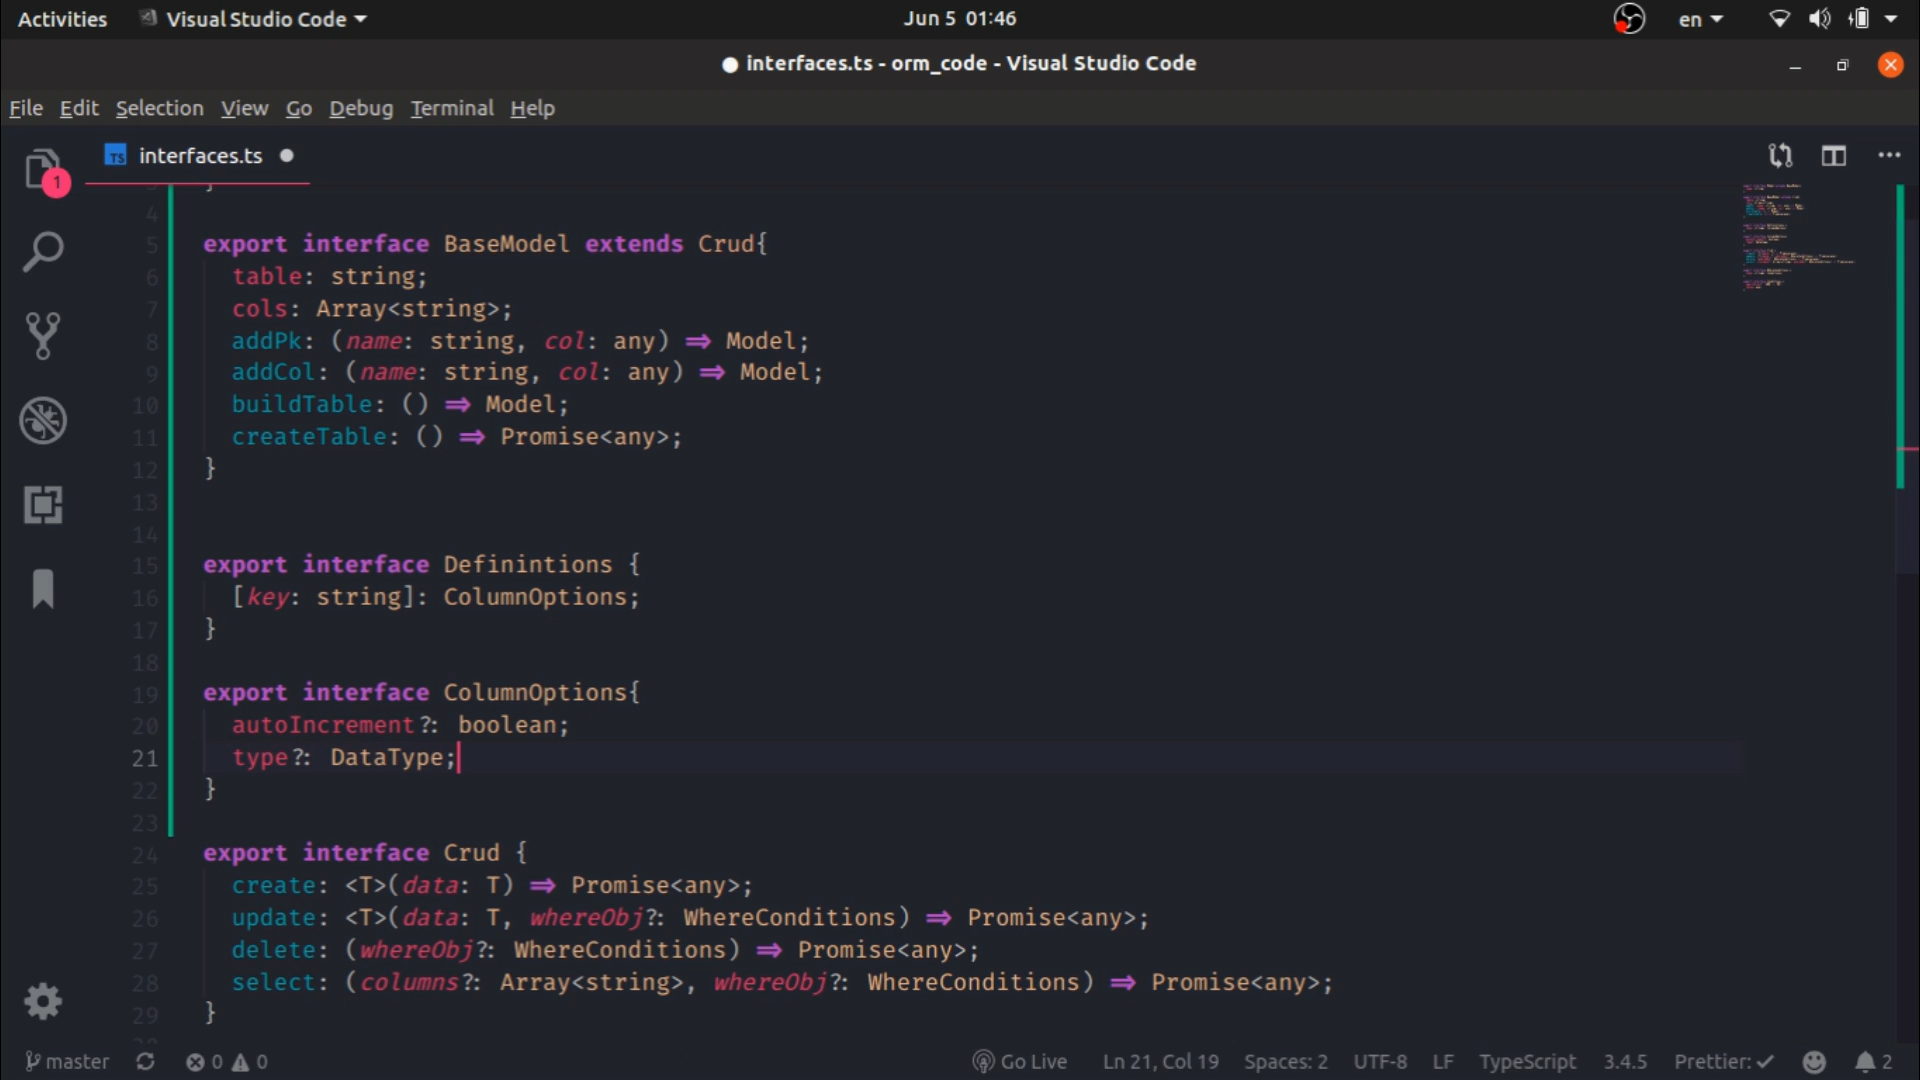 Activities Visual Studio Code Jun 5 01:46 en
interfaces.ts - orm_code - Visual Studio Code
File Edit Selection View Go Debug Terminal Help
1 TS interfaces.ts
}
4
5 export interface BaseModel extends Crud{
6 table: string;
7 cols: Array<string>;
8 addPk: (name: string, col: any) => Model;
9 addCol: (name: string, col: any) => Model;
10 buildTable: () => Model;
11 createTable: () => Promise<any>;
12 }
13
14
15 export interface Definintions {
16 [key: string]: ColumnOptions;
17 }
18
19 export interface ColumnOptions{
20 autoIncrement?: boolean;
21 type?: DataType;
22 }
23
24 export interface Crud {
25 create: <T>(data: T) => Promise<any>;
26 update: <T>(data: T, whereObj?: WhereConditions) => Promise<any>;
27 delete: (whereObj?: WhereConditions) => Promise<any>;
28 select: (columns?: Array<string>, whereObj?: WhereConditions) => Promise<any>;
29 }
master 0 0 Go Live Ln 21, Col 19 Spaces: 2 UTF-8 LF TypeScript 3.4.5 Prettier: ✓ 2